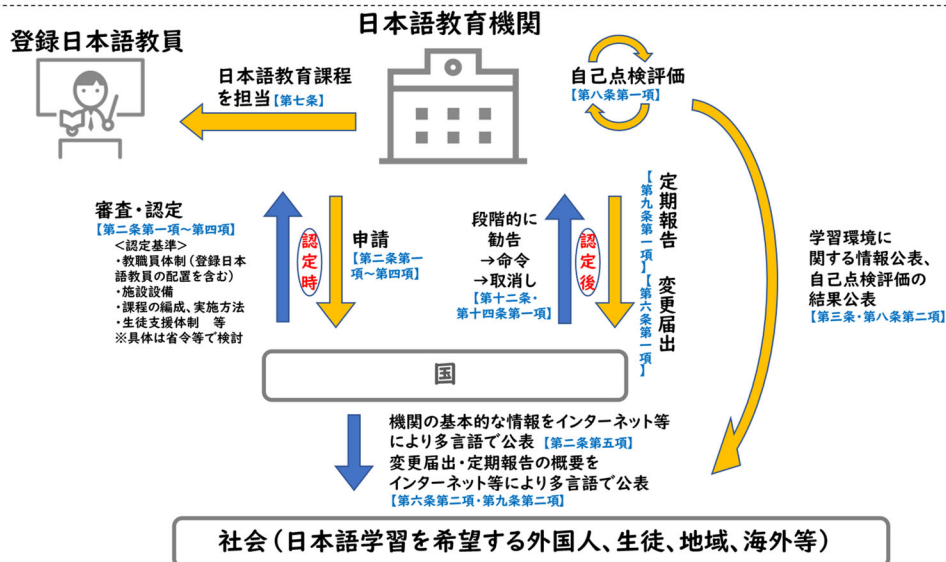 日本語教育機関
登録日本語教員
日本語教育課程
を担当【第七条】
自己点検評価
【第八条第一項】
審査・認定
【第二条第一項～第四項】
＜認定基準＞
・教職員体制（登録日本
語教員の配置を含む）
・施設設備
・課程の編成、実施方法
・生徒支援体制　等
※具体は省令等で検討
認定時
申請
【第二条第一
項～第四項】
段階的に
勧告
→命令
→取消し
【第十二条・
第十四条第一項】
認定後
定期報告
【第九条第一項】
変更届出
【第六条第一項】
学習環境に
関する情報公表、
自己点検評価の
結果公表
【第三条・第八条第二項】
国
機関の基本的な情報をインターネット等
により多言語で公表 【第二条第五項】
変更届出・定期報告の概要を
インターネット等により多言語で公表
【第六条第二項・第九条第二項】
社会（日本語学習を希望する外国人、生徒、地域、海外等）